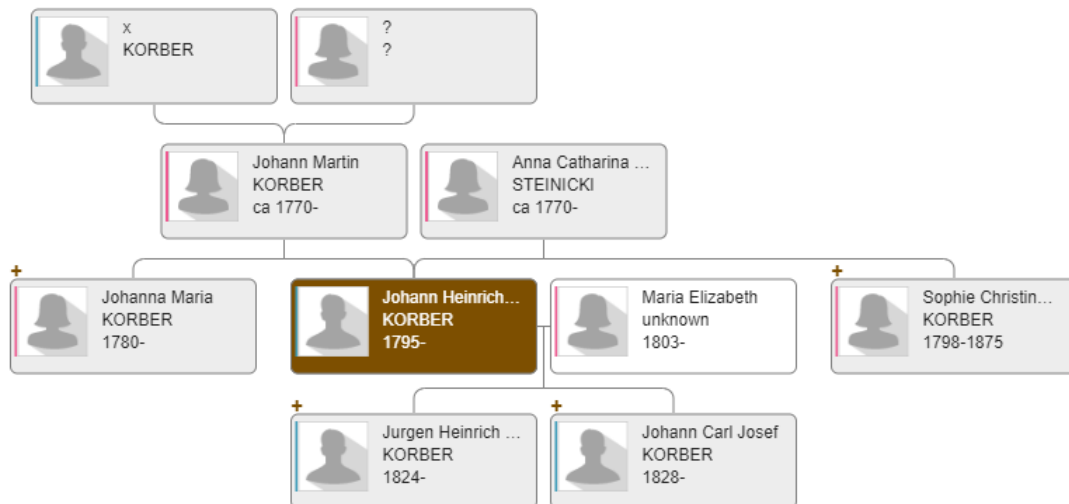 x
KORBER
?
?
Johann Martin
KORBER
ca 1770-
Anna Catharina ...
STEINICKI
ca 1770-
+
Johanna Maria
KORBER
1780-
Johann Heinrich...
KORBER
1795-
Maria Elizabeth
unknown
1803-
+
Sophie Christin...
KORBER
1798-1875
+
Jurgen Heinrich ...
KORBER
1824-
+
Johann Carl Josef
KORBER
1828-